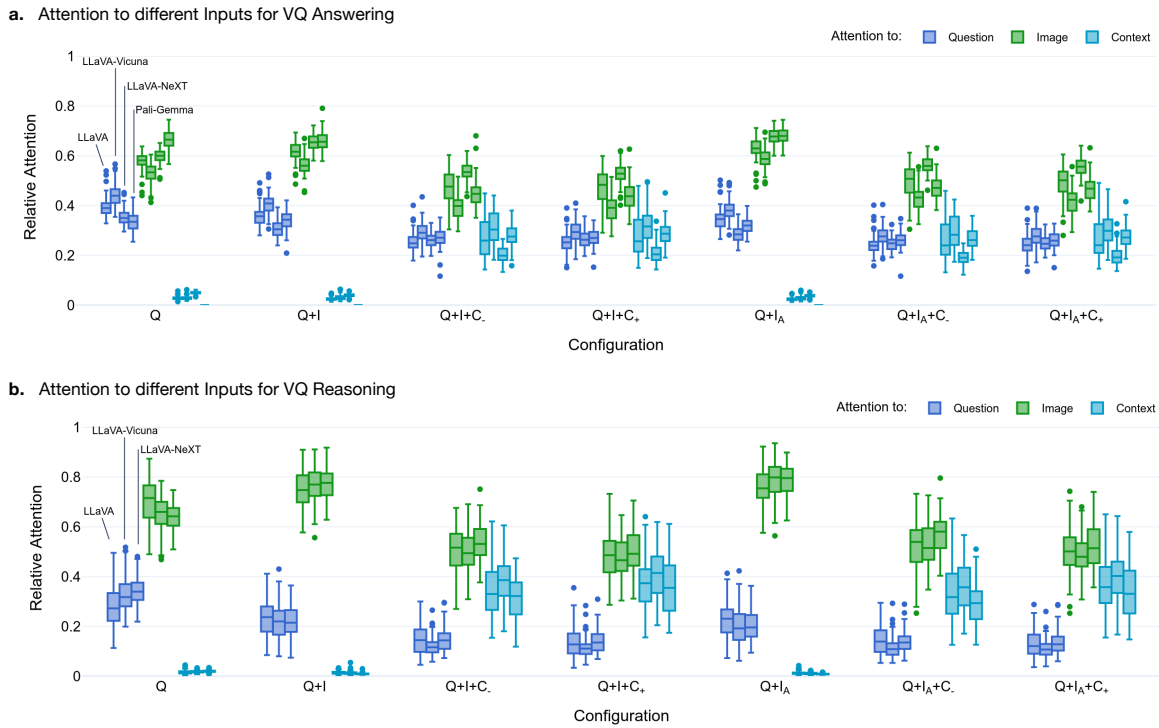 a. Attention to different Inputs for VQ Answering
Attention to: Question Image Context
1
LLaVA-Vicuna
LLaVA-NeXT
0.8
Pali-Gemma
LLaVA
0.6
0.4
0.2
0
Relative Attention
Q Q+I Q+I+C- Q+I+C+ Q+IA Q+IA+C- Q+IA+C+
Configuration
b. Attention to different Inputs for VQ Reasoning
Attention to: Question Image Context
1
LLaVA-Vicuna
LLaVA-NeXT
0.8
LLaVA
0.6
0.4
0.2
0
Relative Attention
Q Q+I Q+I+C- Q+I+C+ Q+IA Q+IA+C- Q+IA+C+
Configuration